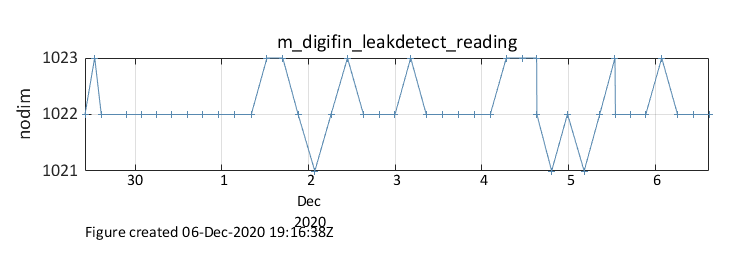 m_digifin_leakdetect_reading
1023
1022
1021
nodim
30 1 2 3 4 5 6
Dec
2020
Figure created 06-Dec-2020 19:16:38Z